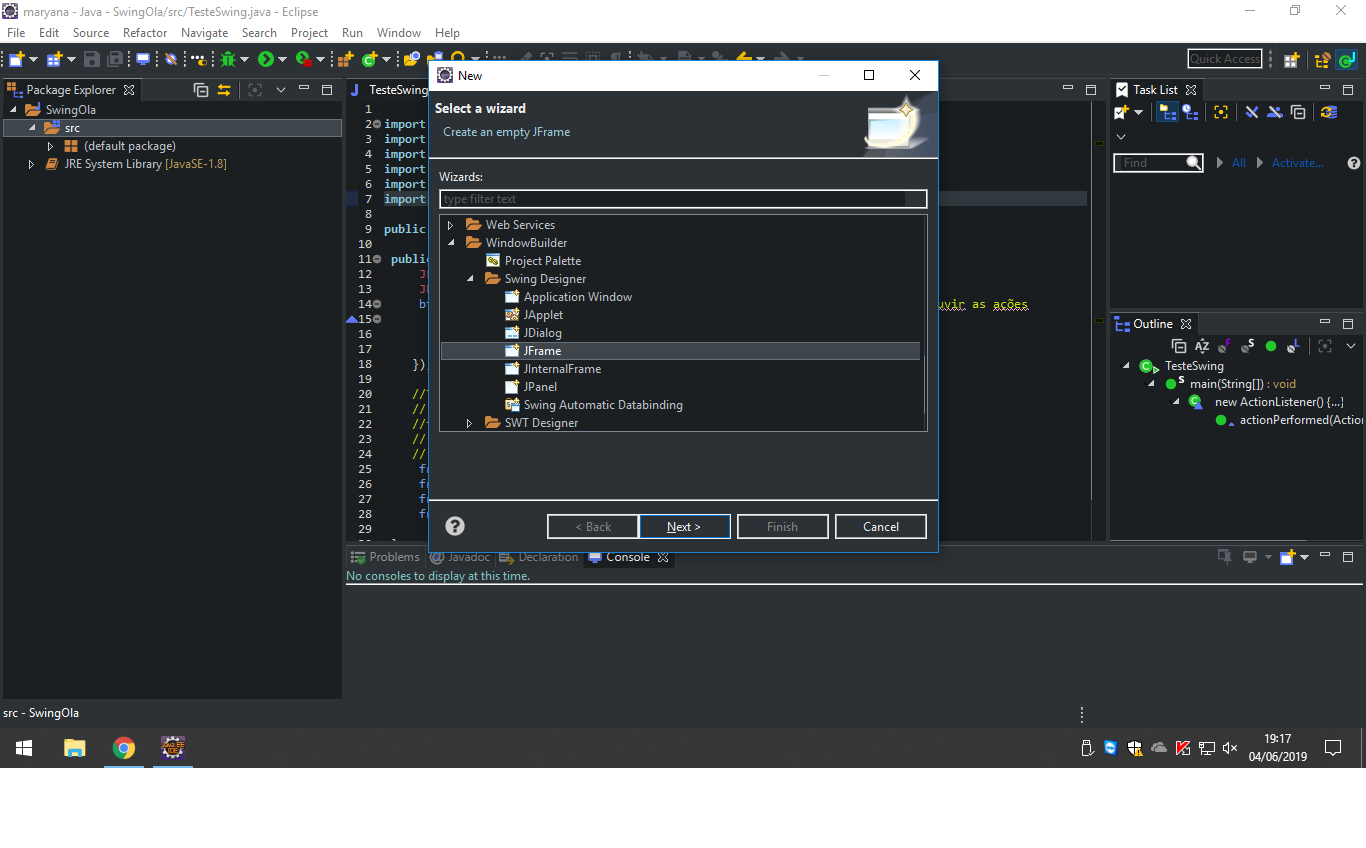 maryana - Java - SwingOla/src/TesteSwing.java - Eclipse
File Edit Source Refactor Navigate Search Project Run Window Help
Quick Access
Package Explorer
SwingOla
src
(default package)
JRE System Library [JavaSE-1.8]
TesteSwing
1
2 import
3 import
4 import
5 import
6 import
7 import
8
9 public
10
11 public
12
13
14
15
16
17
18 })
19
20 //
21 //
22 //
23 //
24 //
25
26
27
28
29
uvir as ações
New
Select a wizard
Create an empty JFrame
Wizards:
type filter text
Web Services
WindowBuilder
Project Palette
Swing Designer
Application Window
JApplet
JDialog
JFrame
JInternalFrame
JPanel
Swing Automatic Databinding
SWT Designer
< Back Next > Finish Cancel
Task List
Find All Activate...
Outline
TesteSwing
main(String[]) : void
new ActionListener() {...}
actionPerformed(Actio
Problems @ Javadoc Declaration Console
No consoles to display at this time.
src - SwingOla
Java EE
IDE
19:17
04/06/2019